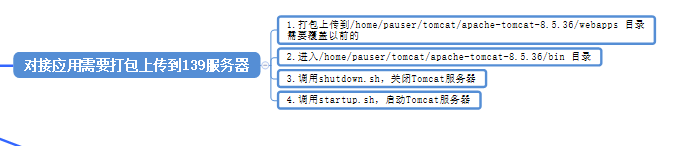 对接应用需要打包上传到139服务器
1.打包上传到/home/pauser/tomcat/apache-tomcat-8.5.36/webapps 目录
需要覆盖以前的
2.进入/home/pauser/tomcat/apache-tomcat-8.5.36/bin 目录
3.调用shutdown.sh，关闭Tomcat服务器
4.调用startup.sh，启动Tomcat服务器